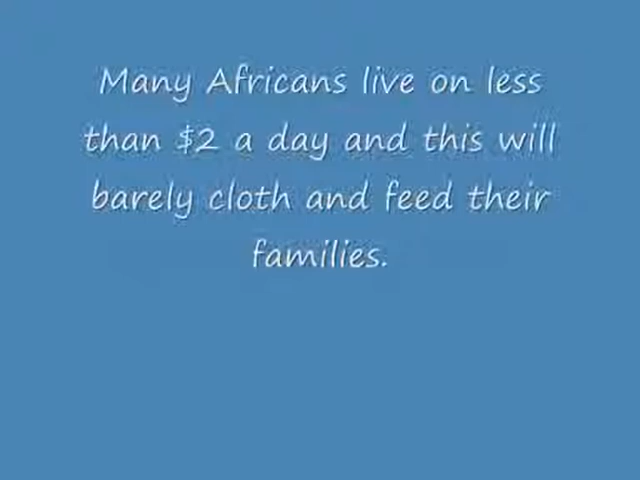 Many Africans live on less
than $2 a day and this will
barely cloth and feed their
families.